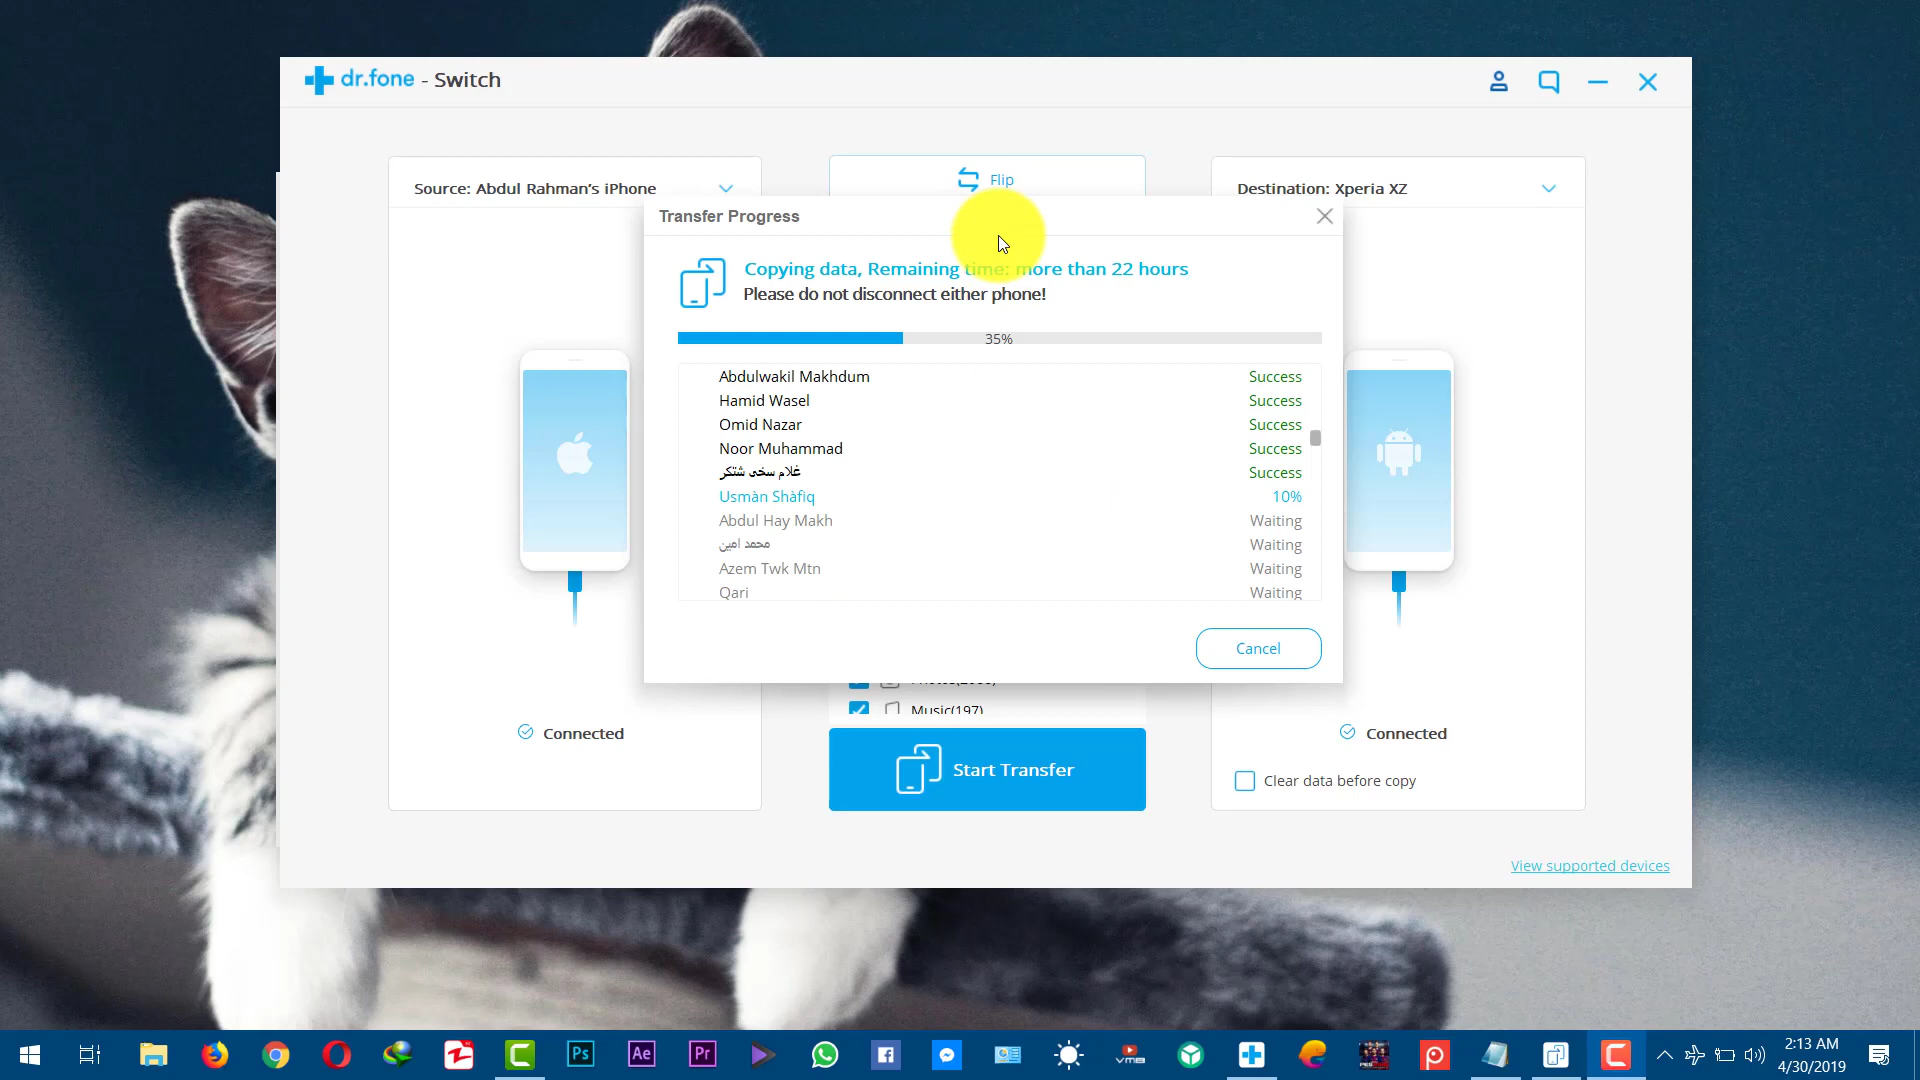 dr.fone - Switch
Source: Abdul Rahman's iPhone
Flip
Destination: Xperia XZ
Transfer Progress
Copying data, Remaining time: more than 22 hours
Please do not disconnect either phone!
35%
Abdulwakil Makhdum Success
Hamid Wasel Success
Omid Nazar Success
Noor Muhammad Success
غلام سخی شتکر Success
Usmàn Shàfiq 10%
Abdul Hay Makh Waiting
محمد امین Waiting
Azem Twk Mtn Waiting
Qari Waiting
Cancel
Music(197)
Connected
Connected
Start Transfer
Clear data before copy
View supported devices
Ps
Ae
Pr
2:13 AM
4/30/2019